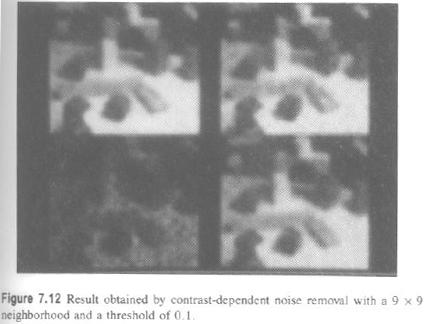 Figure 7.12 Result obtained by contrast-dependent noise removal with a 9 × 9
neighborhood and a threshold of 0.1.